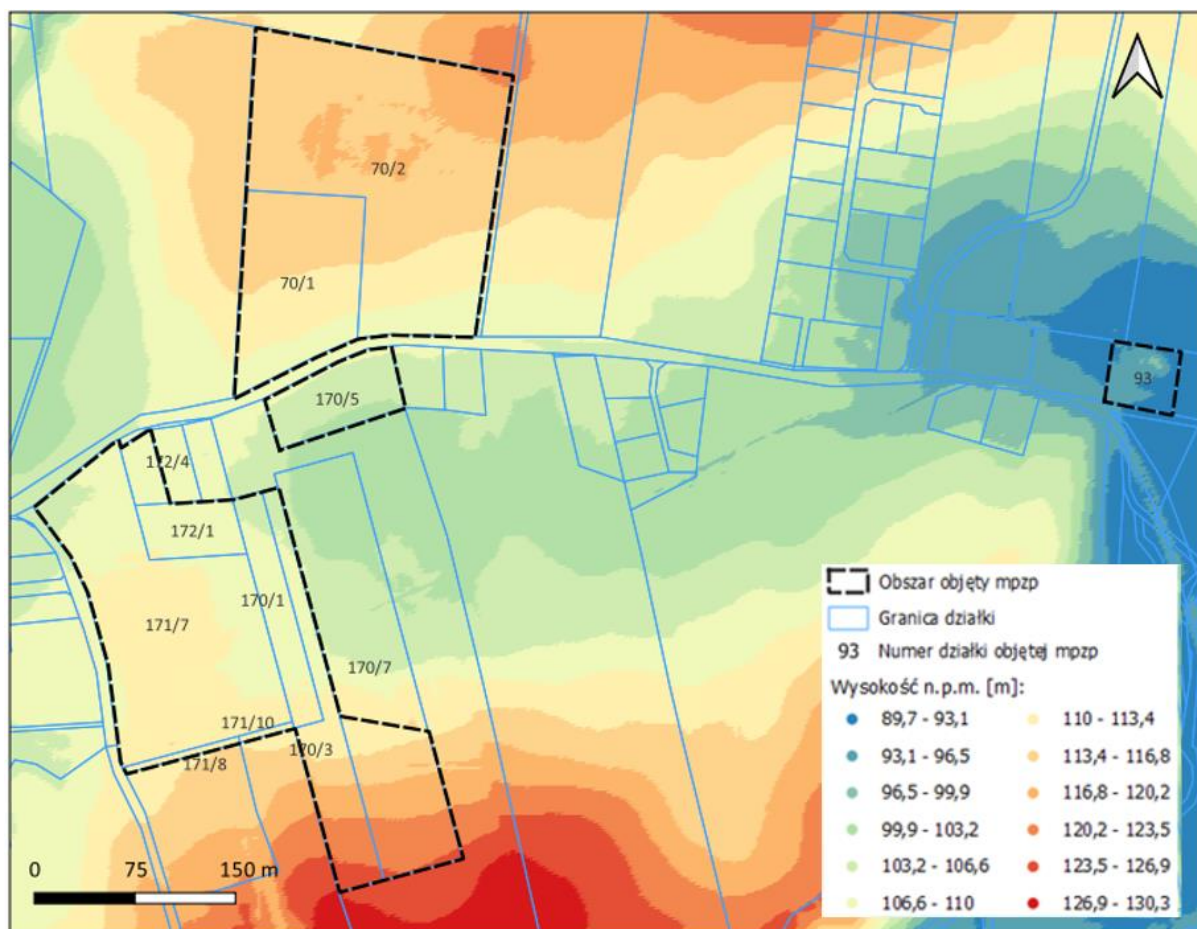 70/2
70/1
170/5
93
172/4
172/1
170/1
171/7
170/7
171/10
170/3
171/8
0 75 150 m
Obszar objęty mpzp
Granica działki
93 Numer działki objętej mpzp
Wysokość n.p.m. [m]:
89,7 - 93,1 110 - 113,4
93,1 - 96,5 113,4 - 116,8
96,5 - 99,9 116,8 - 120,2
99,9 - 103,2 120,2 - 123,5
103,2 - 106,6 123,5 - 126,9
106,6 - 110 126,9 - 130,3